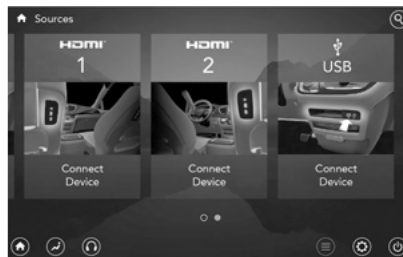 Sources
HDMI
1
Connect
Device
HDMI
2
Connect
Device
USB
Connect
Device